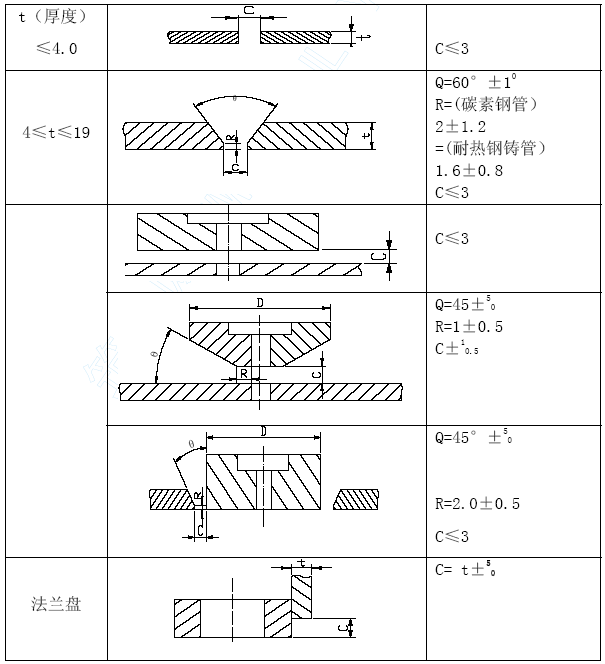 t（厚度）
≤4.0
C
t
C≤3
4≤t≤19
θ
R
C
t
Q=60°±1⁰
R=(碳素钢管）
2±1.2
=(耐热钢铸管）
1.6±0.8
C≤3
C
C≤3
D
θ
R
C
Q=45±⁵₀
R=1±0.5
C±¹₀.₅
D
θ
R
C
Q=45°±⁵₀
R=2.0±0.5
C≤3
法兰盘
t
C
C= t±⁵₀